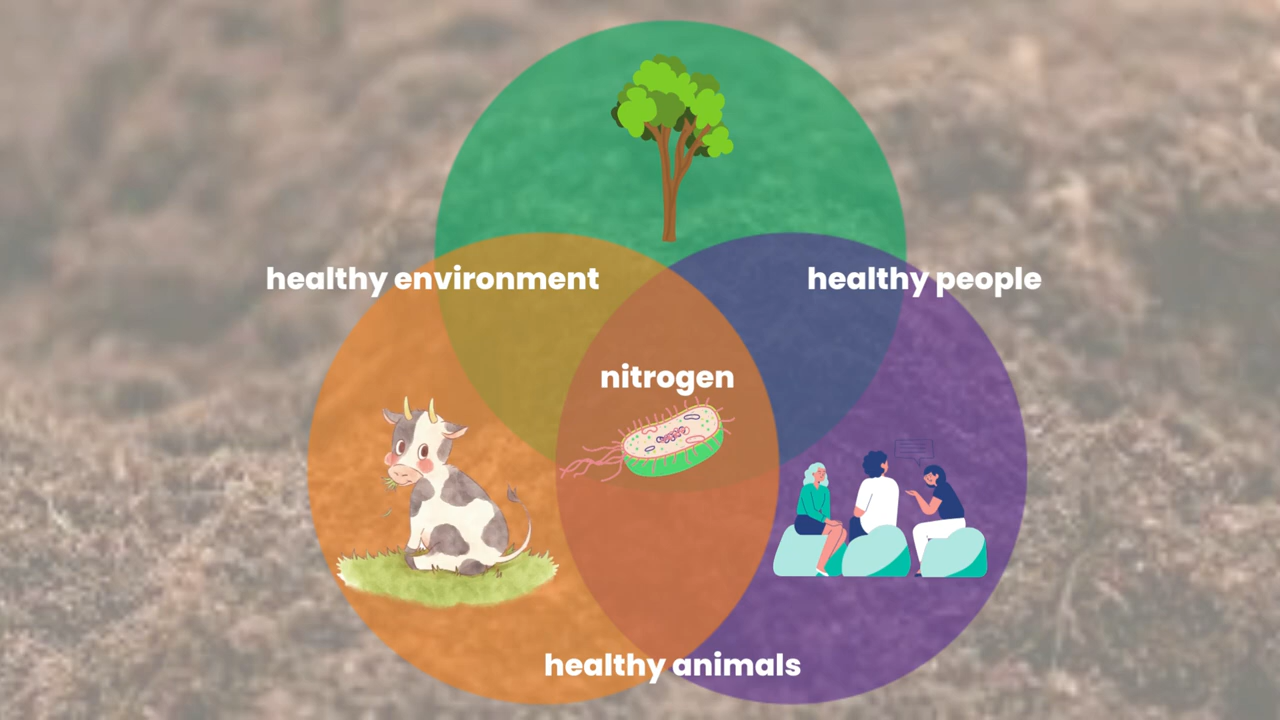 healthy environment
healthy people
nitrogen
healthy animals